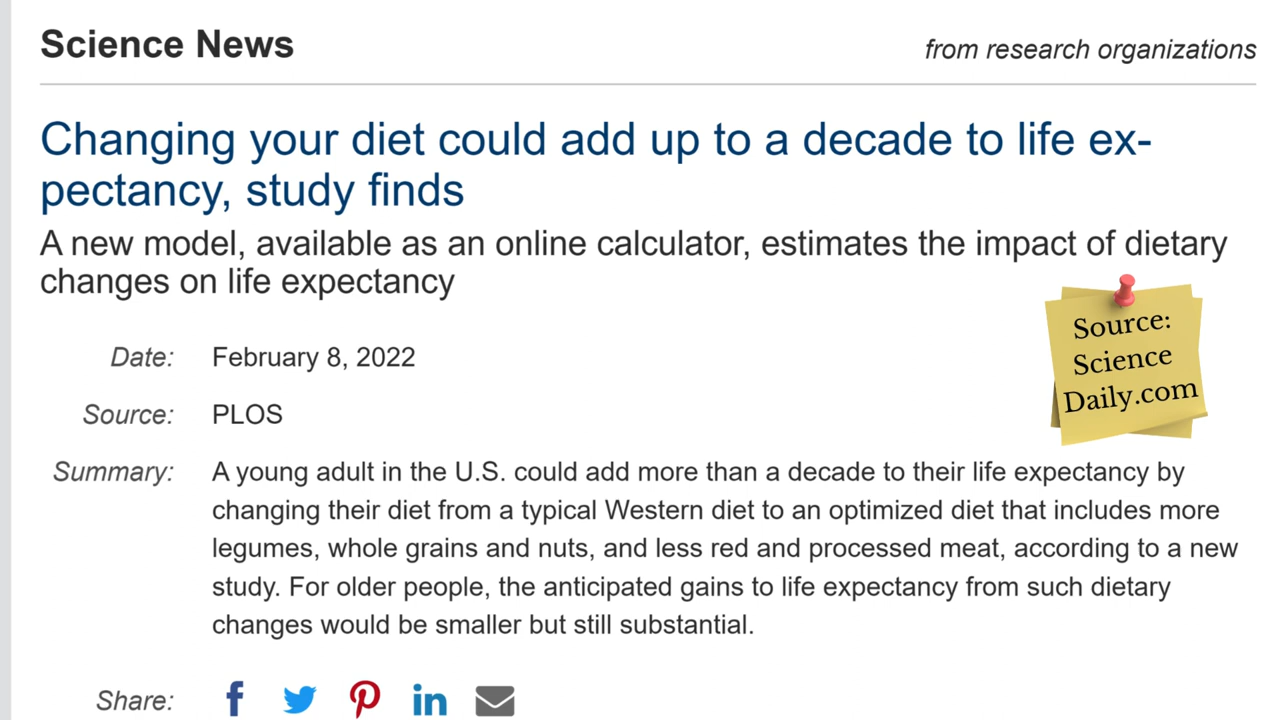 Science News
from research organizations
Changing your diet could add up to a decade to life ex-
pectancy, study finds
A new model, available as an online calculator, estimates the impact of dietary
changes on life expectancy
Source:
Science
Daily.com
Date: February 8, 2022
Source: PLOS
Summary: A young adult in the U.S. could add more than a decade to their life expectancy by
changing their diet from a typical Western diet to an optimized diet that includes more
legumes, whole grains and nuts, and less red and processed meat, according to a new
study. For older people, the anticipated gains to life expectancy from such dietary
changes would be smaller but still substantial.
Share: